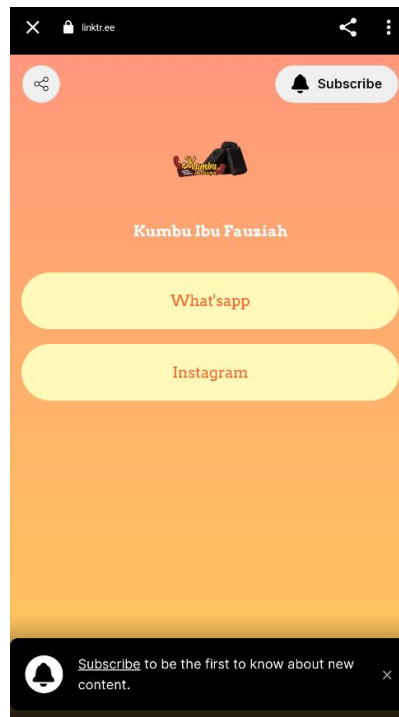 linktr.ee
Subscribe
Kumbu
Kumbu Ibu Fauziah
What'sapp
Instagram
Subscribe to be the first to know about new
content.